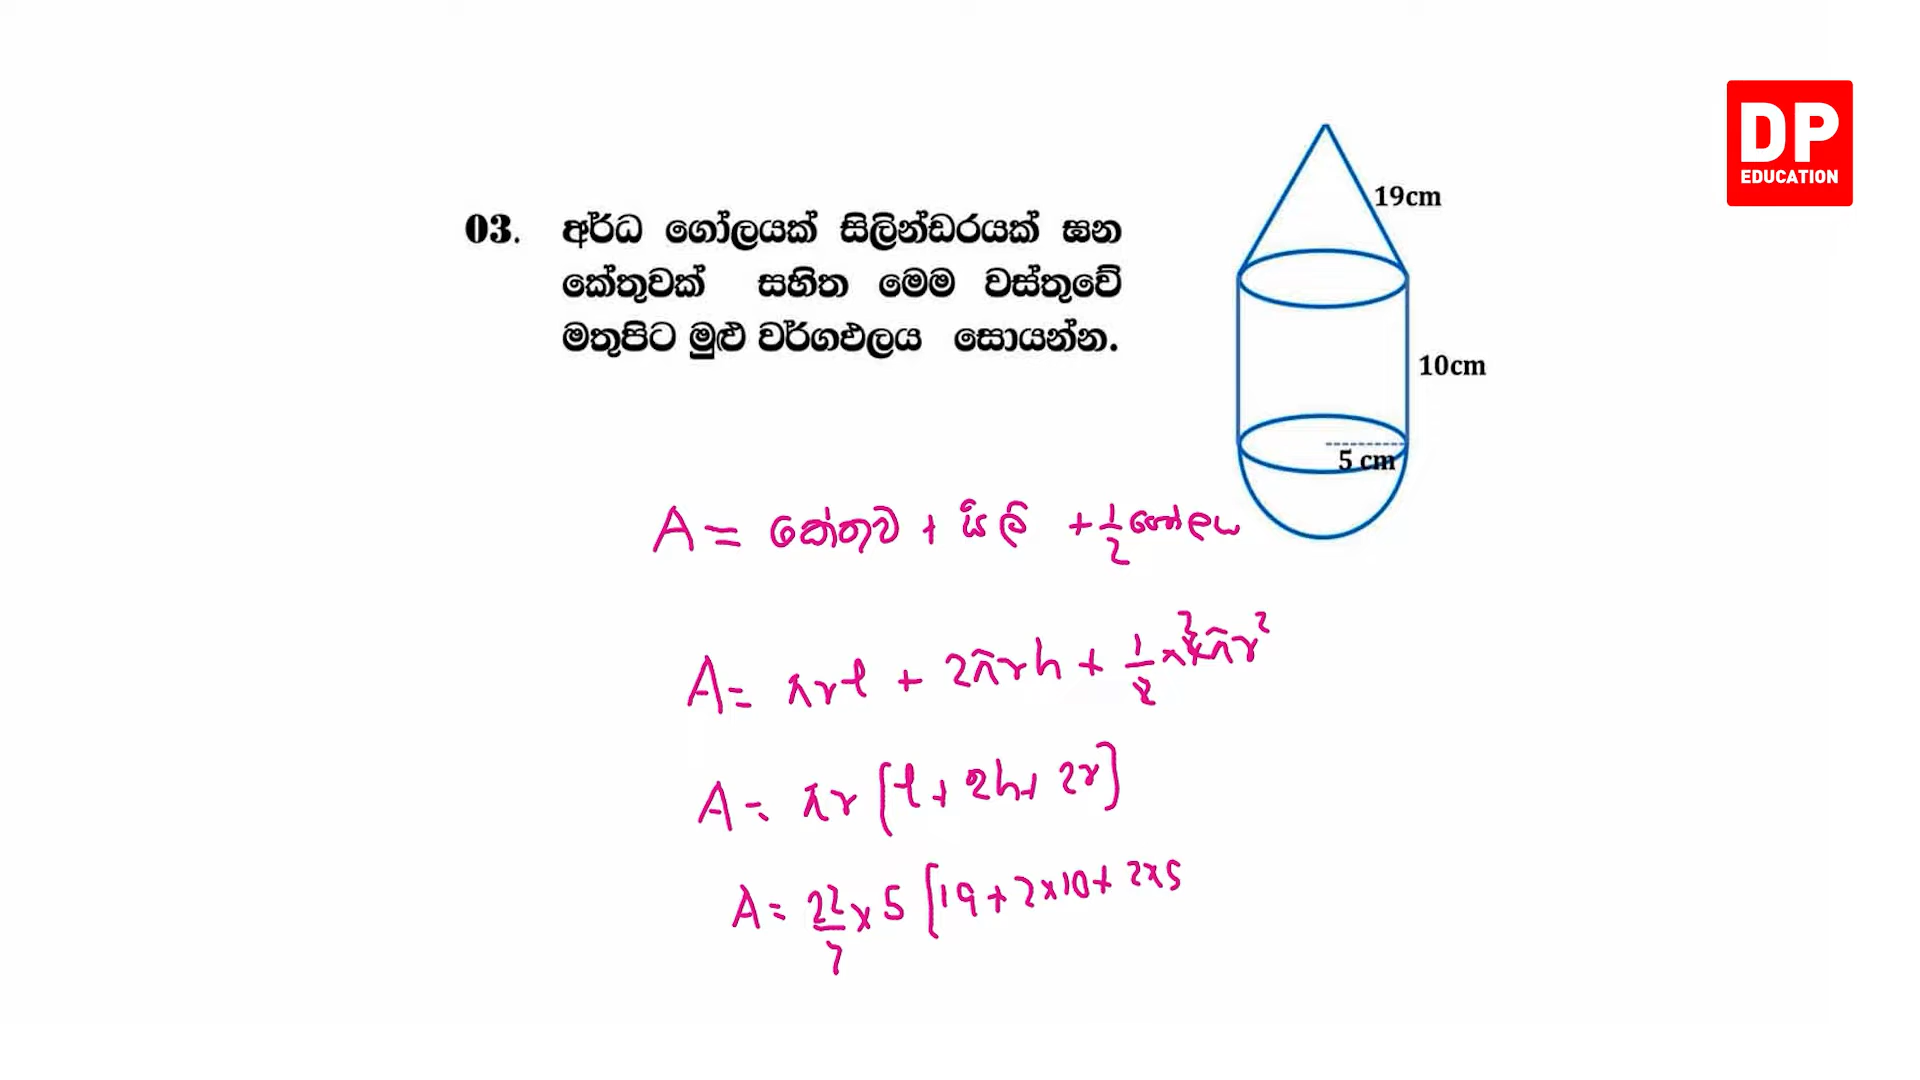 DP
EDUCATION
03. අර්ධ ගෝලයක් සිලින්ඩරයක් ඝන
කේතුවක් සහිත මෙම වස්තුවේ
මතුපිට මුළු වර්ගඵලය සොයන්න.
19cm
10cm
5 cm
A = කේතුව + සිලි + 1/2 ගෝලය
A = πrl + 2πrh + 1/2 × 4πr²
A = πr [l + 2h + 2r]
A = 22/7 × 5 [19 + 2×10 + 2×5